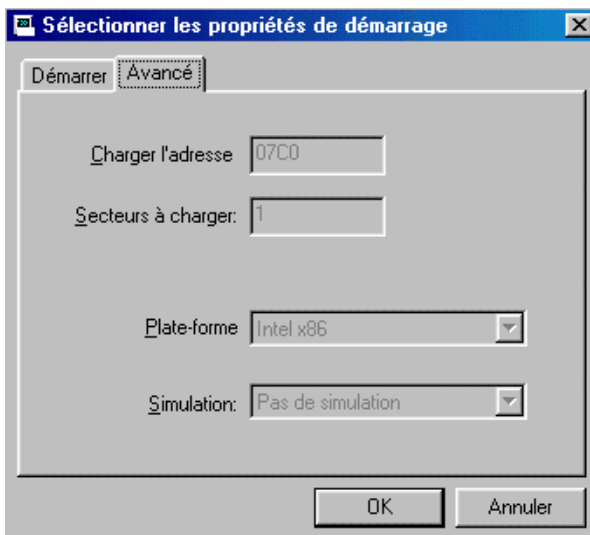 Sélectionner les propriétés de démarrage
Démarrer Avancé
Charger l'adresse 07C0
Secteurs à charger: 1
Plate-forme Intel x86
Simulation: Pas de simulation
OK Annuler